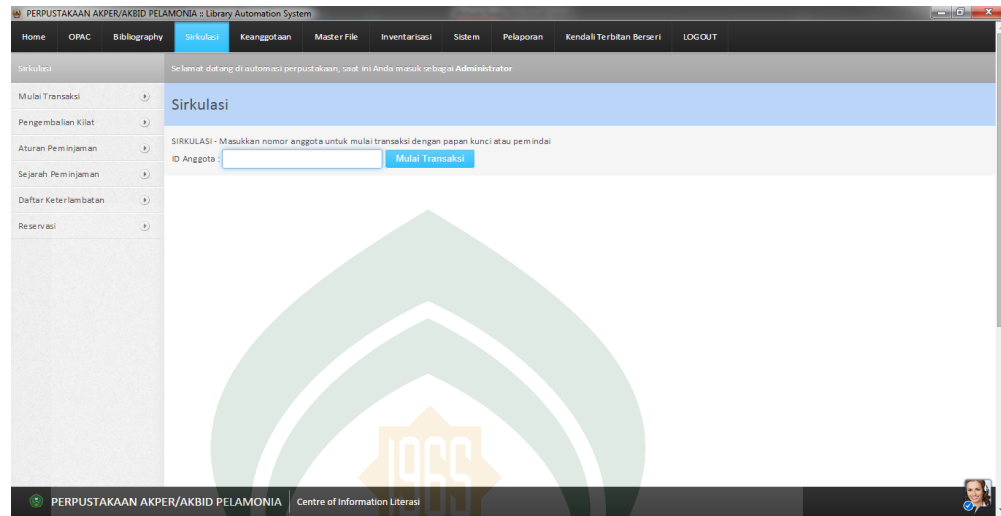 PERPUSTAKAAN AKPER/AKBID PELAMONIA :: Library Automation System
Home OPAC Bibliography Sirkulasi Keanggotaan Master File Inventarisasi Sistem Pelaporan Kendali Terbitan Berseri LOGOUT
Sirkulasi
Selamat datang di automasi perpustakaan, saat ini Anda masuk sebagai Administrator
Mulai Transaksi
Pengembalian Kilat
Aturan Peminjaman
Sejarah Peminjaman
Daftar Keterlambatan
Reservasi
Sirkulasi
SIRKULASI - Masukkan nomor anggota untuk mulai transaksi dengan papan kunci atau pemindai
ID Anggota : Mulai Transaksi
1965
PERPUSTAKAAN AKPER/AKBID PELAMONIA Centre of Information Literasi